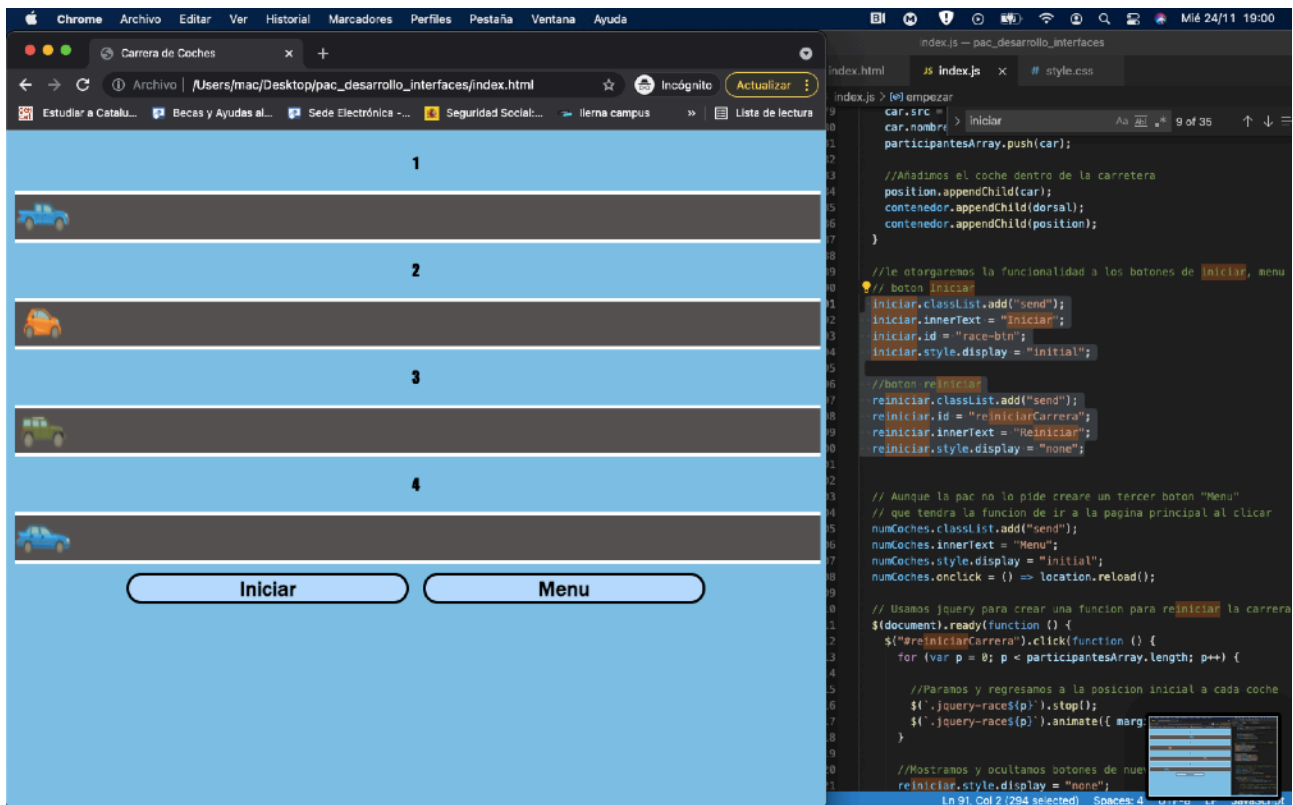 Chrome Archivo Editar Ver Historial Marcadores Perfiles Pestaña Ventana Ayuda
Mié 24/11 19:00
Carrera de Coches
Archivo /Users/mac/Desktop/pac_desarrollo_interfaces/index.html
Incógnito
Actualizar
Estudiar a Catalu... Becas y Ayudas al... Sede Electrónica -... Seguridad Social:... Ilerna campus » Lista de lectura
1
2
3
4
Iniciar Menu
index.js — pac_desarrollo_interfaces
index.html JS index.js # style.css
index.js > empezar
iniciar
9 of 35
car.src =
car.nombre
participantesArray.push(car);
//Añadimos el coche dentro de la carretera
position.appendChild(car);
contenedor.appendChild(dorsal);
contenedor.appendChild(position);
}
//le otorgaremos la funcionalidad a los botones de iniciar, menu
// boton Iniciar
iniciar.classList.add("send");
iniciar.innerText = "Iniciar";
iniciar.id = "race-btn";
iniciar.style.display = "initial";
//boton reiniciar
reiniciar.classList.add("send");
reiniciar.id = "reiniciarCarrera";
reiniciar.innerText = "Reiniciar";
reiniciar.style.display = "none";
// Aunque la pac no lo pide creare un tercer boton "Menu"
// que tendra la funcion de ir a la pagina principal al clicar
numCoches.classList.add("send");
numCoches.innerText = "Menu";
numCoches.style.display = "initial";
numCoches.onclick = () => location.reload();
// Usamos jquery para crear una funcion para reiniciar la carrera
$(document).ready(function () {
$("#reiniciarCarrera").click(function () {
for (var p = 0; p < participantesArray.length; p++) {
//Paramos y regresamos a la posicion inicial a cada coche
$(`.jquery-race${p}`).stop();
$(`.jquery-race${p}`).animate({ marg
}
//Mostramos y ocultamos botones de nuev
reiniciar.style.display = "none";
Ln 91, Col 2 (294 selected) Spaces: 4